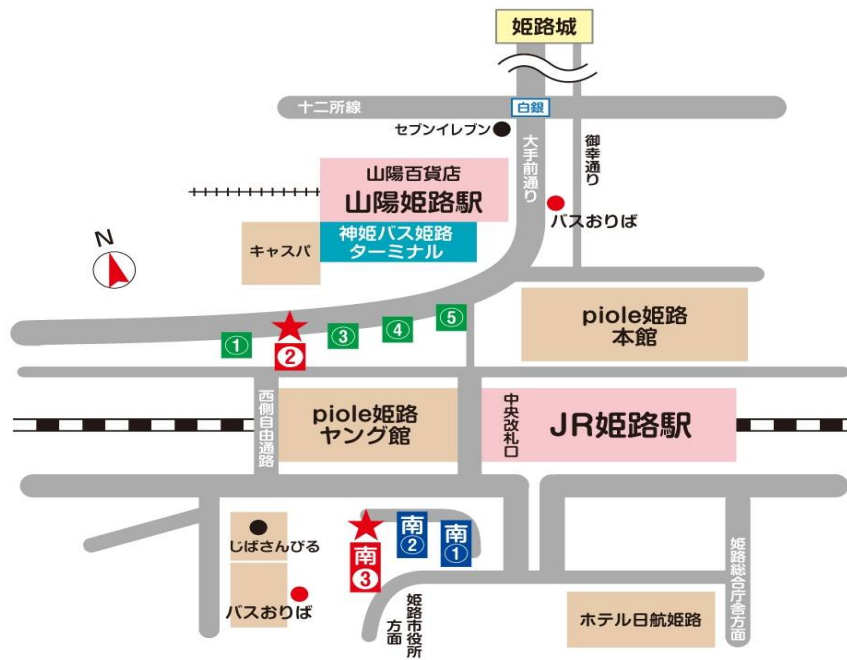 姫路城
十二所線
白銀
セブンイレブン
大手前通り
御幸通り
山陽百貨店
山陽姫路駅
バスおりば
神姫バス姫路
ターミナル
キャスパ
N
piole姫路
本館
①
②
③
④
⑤
西側自由通路
piole姫路
ヤング館
中央改札口
JR姫路駅
じばさんびる
南
③
南
②
南
①
バスおりば
姫路市役所
方面
ホテル日航姫路
姫路総合庁舎方面